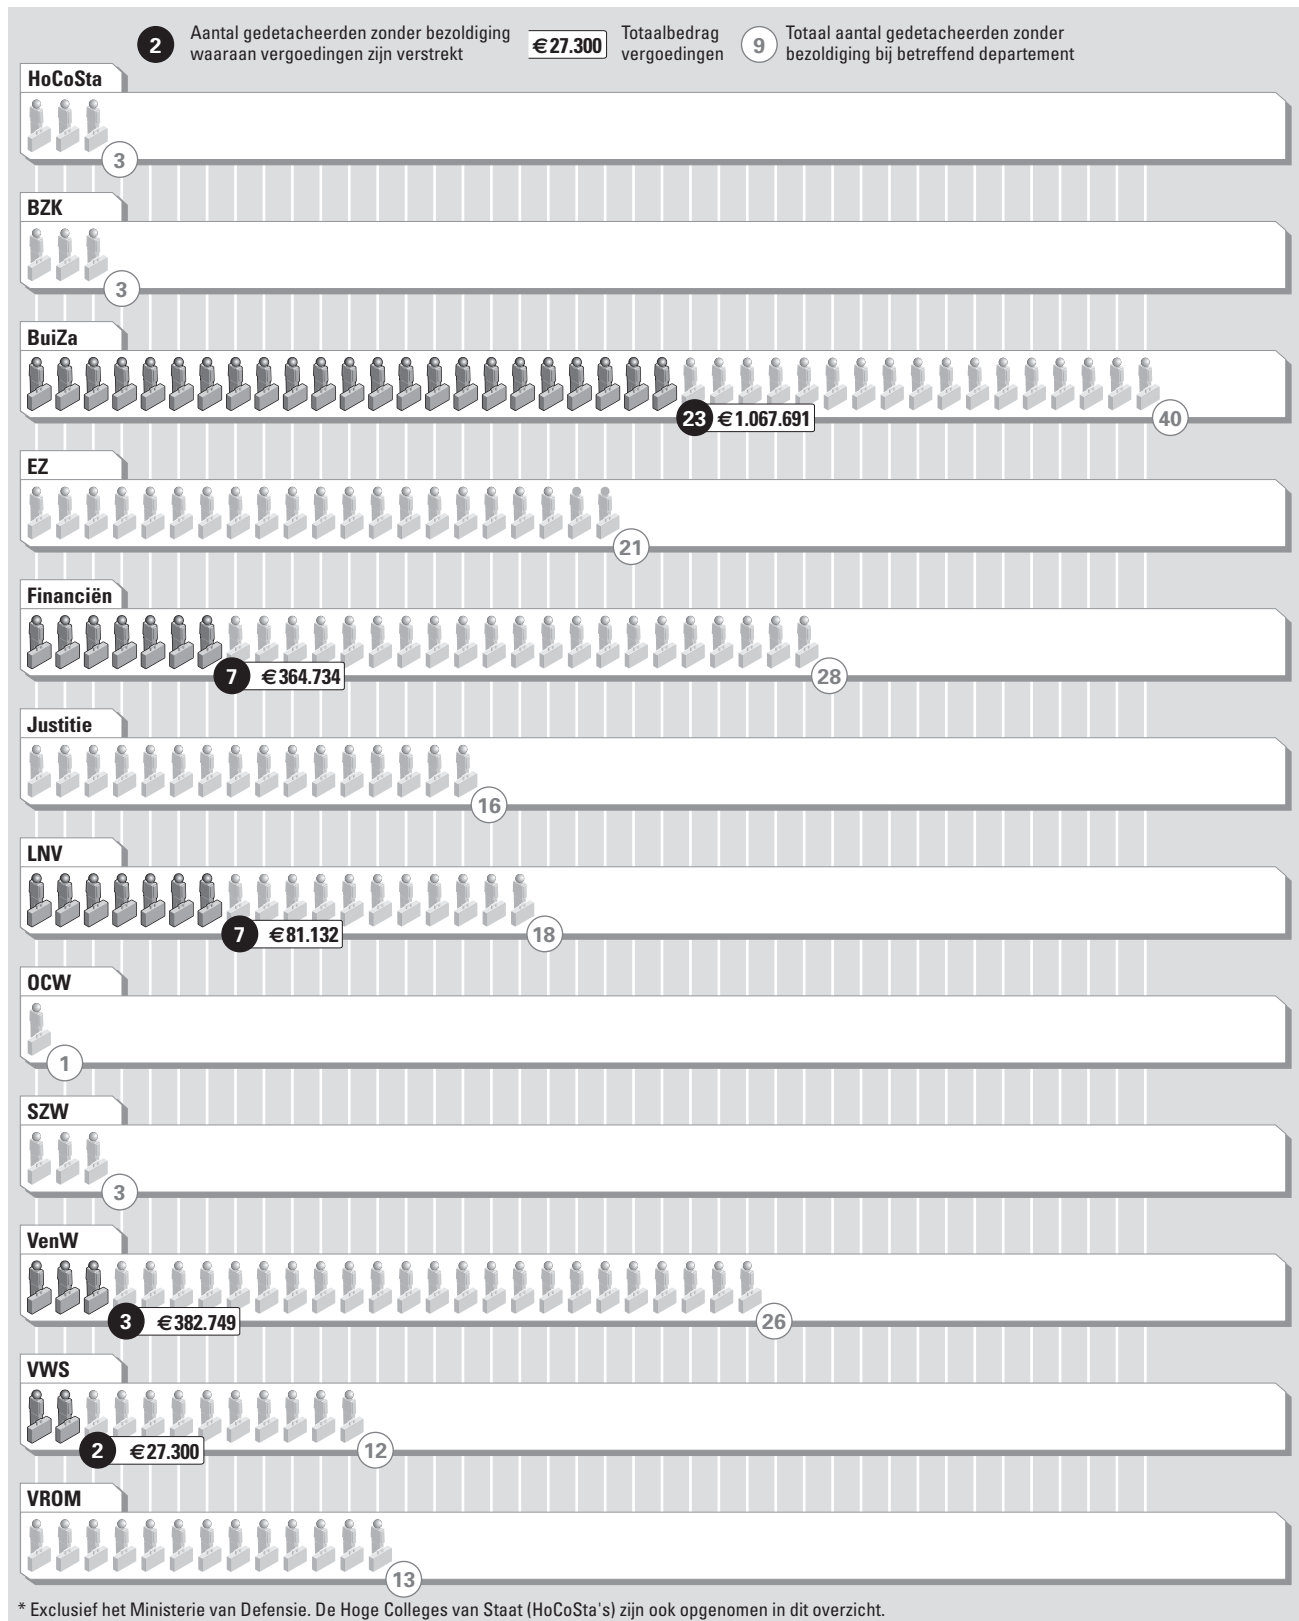 2
Aantal gedetacheerden zonder bezoldiging
waaraan vergoedingen zijn verstrekt
€27.300
Totaalbedrag
vergoedingen
9
Totaal aantal gedetacheerden zonder
bezoldiging bij betreffend departement
HoCoSta
3
BZK
3
BuiZa
23 €1.067.691
40
EZ
21
Financiën
7 €364.734
28
Justitie
16
LNV
7 €81.132
18
OCW
1
SZW
3
VenW
3 €382.749
26
VWS
2 €27.300
12
VROM
13
* Exclusief het Ministerie van Defensie. De Hoge Colleges van Staat (HoCoSta's) zijn ook opgenomen in dit overzicht.